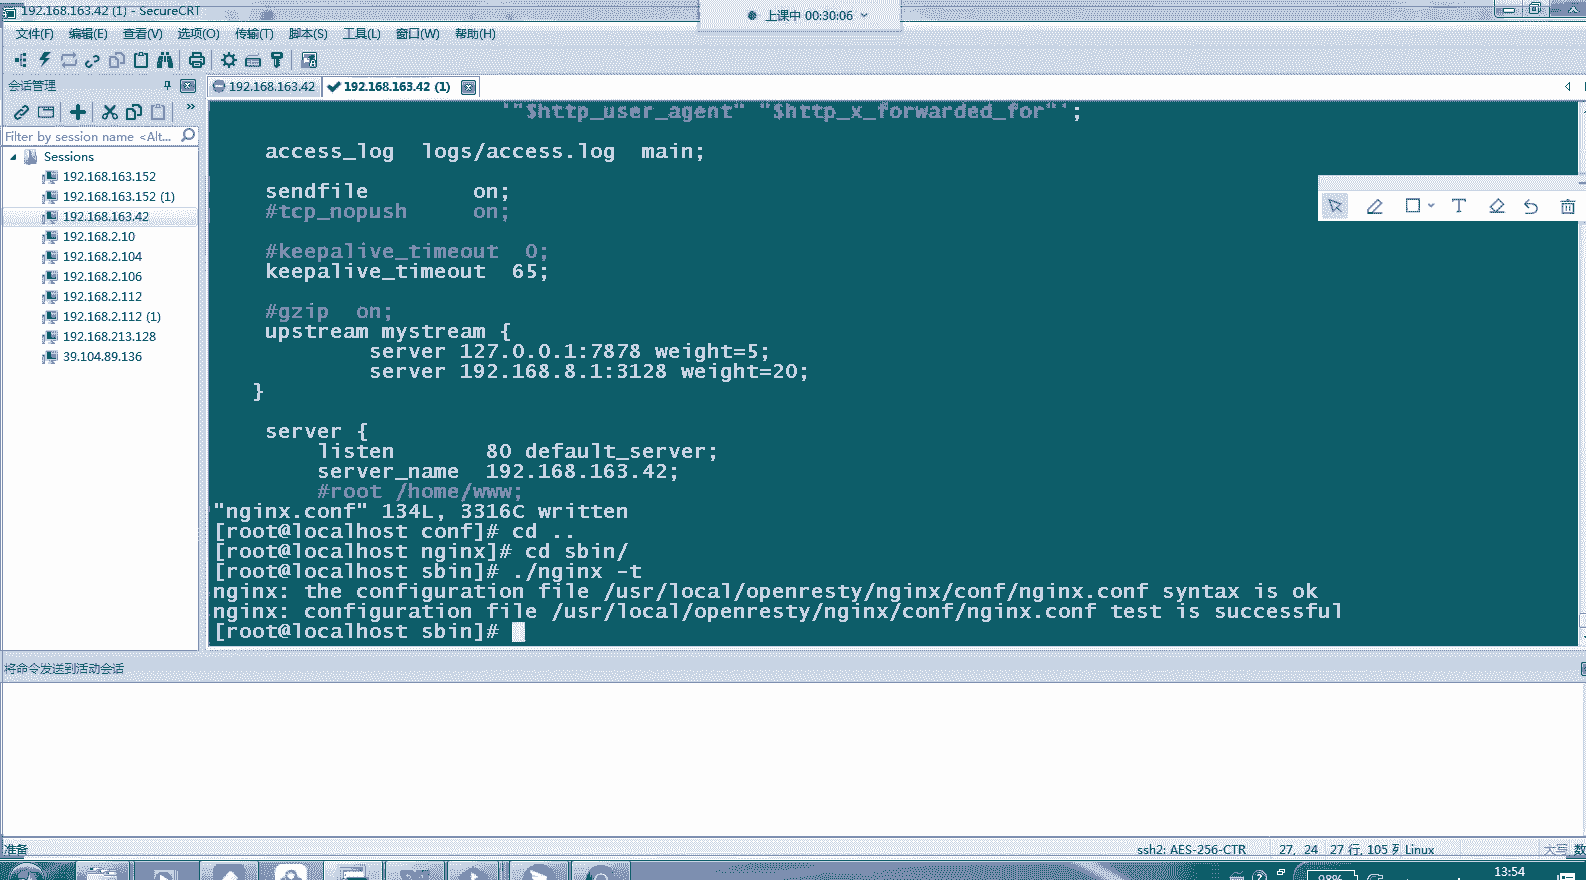 192.168.163.42 (1) - SecureCRT
上课中 00:30:06
文件(F) 编辑(E) 查看(V) 选项(O) 传输(T) 脚本(S) 工具(L) 窗口(W) 帮助(H)
会话管理
192.168.163.42
192.168.163.42 (1)
Filter by session name <Alt...
Sessions
192.168.163.152
192.168.163.152 (1)
192.168.163.42
192.168.2.10
192.168.2.104
192.168.2.106
192.168.2.112
192.168.2.112 (1)
192.168.213.128
39.104.89.136
'"$http_user_agent" "$http_x_forwarded_for"';
access_log logs/access.log main;
sendfile on;
#tcp_nopush on;
#keepalive_timeout 0;
keepalive_timeout 65;
#gzip on;
upstream mystream {
server 127.0.0.1:7878 weight=5;
server 192.168.8.1:3128 weight=20;
}
server {
listen 80 default_server;
server_name 192.168.163.42;
#root /home/www;
"nginx.conf" 134L, 3316C written
[root@localhost conf]# cd ..
[root@localhost nginx]# cd sbin/
[root@localhost sbin]# ./nginx -t
nginx: the configuration file /usr/local/openresty/nginx/conf/nginx.conf syntax is ok
nginx: configuration file /usr/local/openresty/nginx/conf/nginx.conf test is successful
[root@localhost sbin]#
将命令发送到活动会话
准备
ssh2: AES-256-CTR 27, 24 27 行, 105 列 Linux 大写 数
98%
13:54